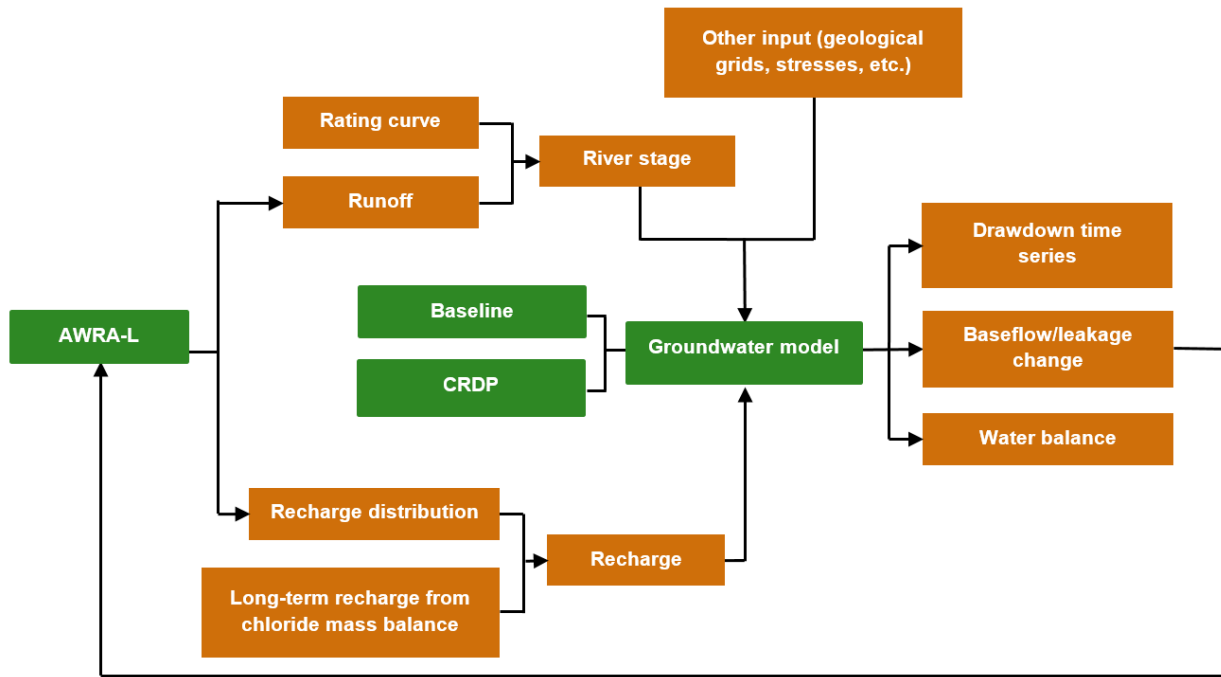 Other input (geological
grids, stresses, etc.)
Rating curve
River stage
Runoff
Drawdown time
series
Baseline
AWRA-L
Groundwater model
Baseflow/leakage
change
CRDP
Water balance
Recharge distribution
Recharge
Long-term recharge from
chloride mass balance